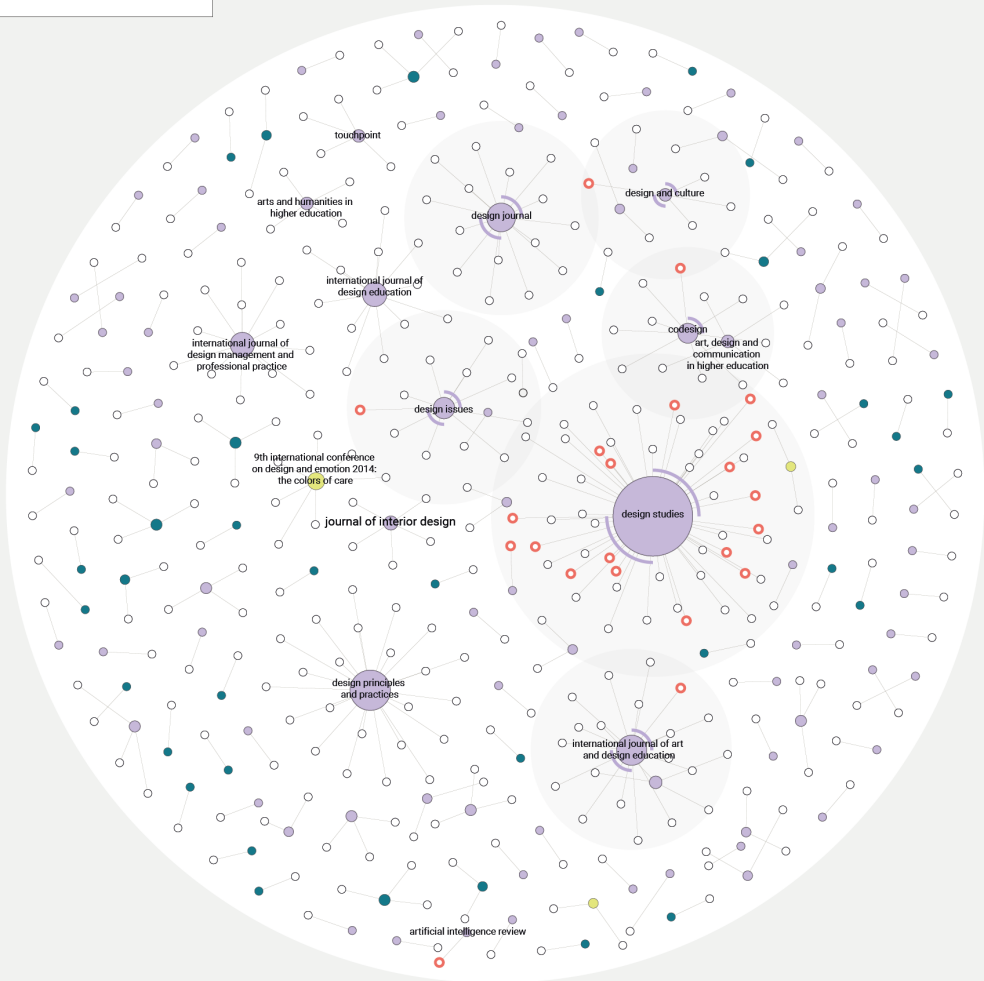 touchpoint
design and culture
arts and humanities in
higher education
design journal
international journal of
design education
codesign
art, design and
communication
in higher education
international journal of
design management and
professional practice
design issues
9th international confence
on design and emotion 2014:
the colors of care
journal of interior design
design studies
design principles
and practices
international journal of art
and design education
artificial intelligence review